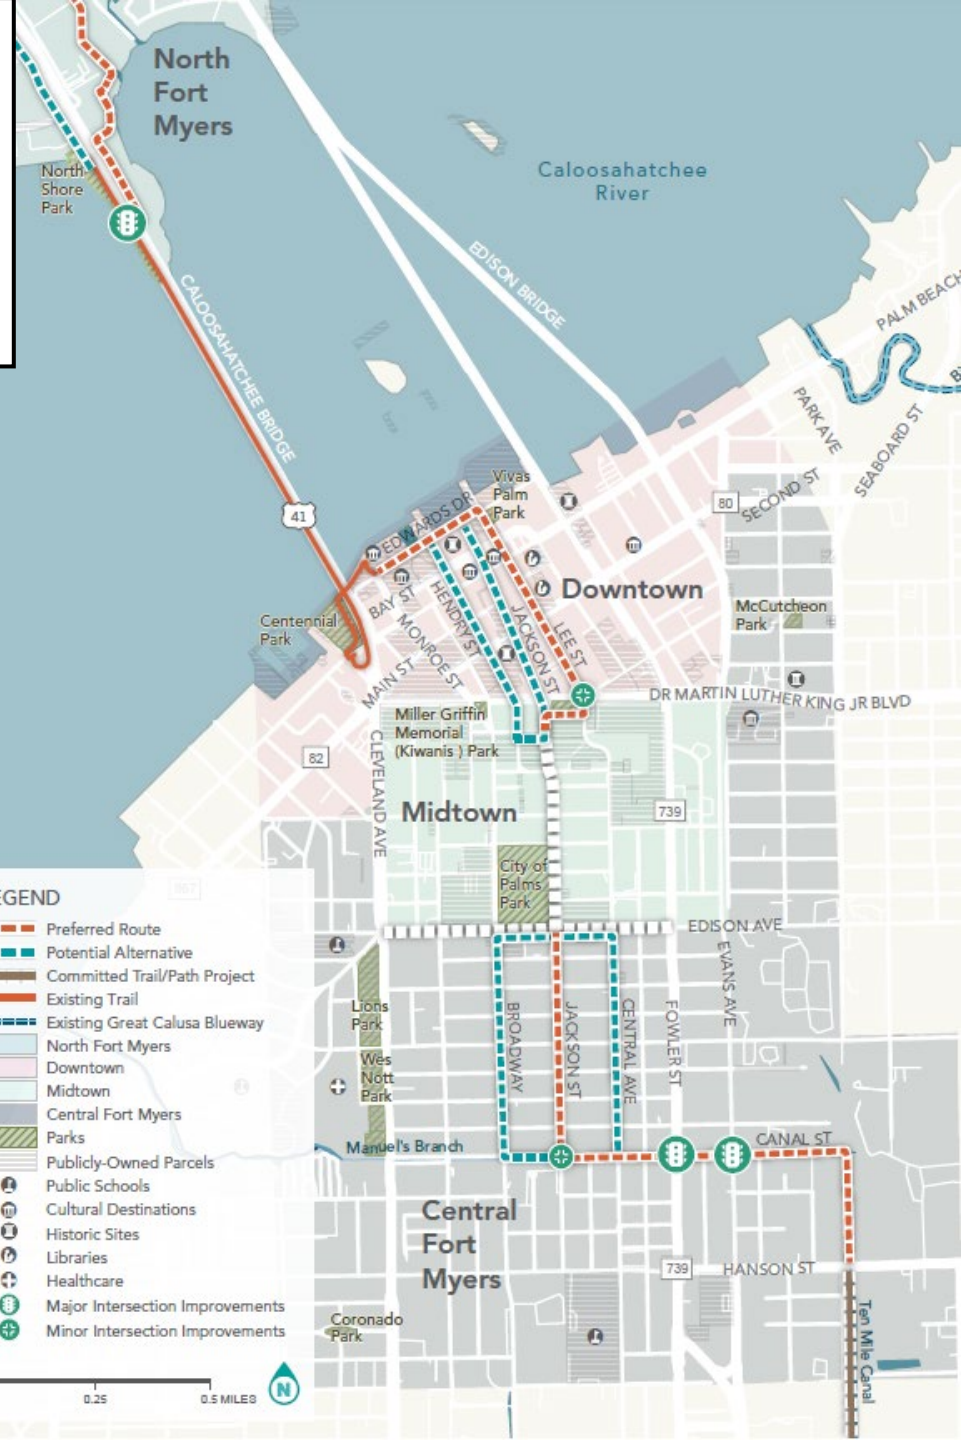 North
Fort
Myers
Caloosahatchee
River
North
Shore
Park
EDISON BRIDGE
CALOOSAHATCHEE BRIDGE
PALM BEACH
PARK AVE
SEABOARD ST
41
Vivas
Palm
Park
EDWARDS DR
80
SECOND ST
Downtown
McCutcheon
Park
Centennial
Park
BAY ST
HENDRY ST
MONROE ST
JACKSON ST
LEE ST
MAIN ST
DR MARTIN LUTHER KING JR BLVD
Miller Griffin
Memorial
(Kiwanis ) Park
82
CLEVELAND AVE
Midtown
739
City of
Palms
Park
867
EDISON AVE
EVANS AVE
Lions
Park
BROADWAY
JACKSON ST
CENTRAL AVE
FOWLER ST
Wes
Nott
Park
Manuel's Branch
CANAL ST
Central
Fort
Myers
739
HANSON ST
Coronado
Park
Ten Mile Canal
EGEND
Preferred Route
Potential Alternative
Committed Trail/Path Project
Existing Trail
Existing Great Calusa Blueway
North Fort Myers
Downtown
Midtown
Central Fort Myers
Parks
Publicly-Owned Parcels
Public Schools
Cultural Destinations
Historic Sites
Libraries
Healthcare
Major Intersection Improvements
Minor Intersection Improvements
0.25
0.5 MILES
N